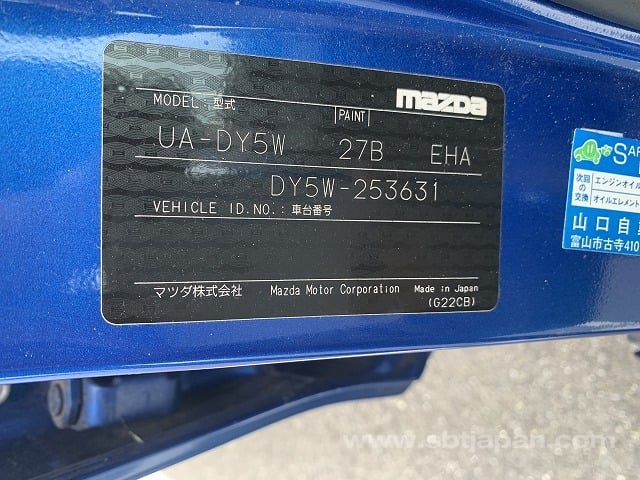 mazda
MODEL:型式 PAINT
UA-DY5W 27B EHA
DY5W-253631
VEHICLE ID.NO.:車台番号
マツダ株式会社 Mazda Motor Corporation Made in Japan
(G22CB)
SAF
次回の交換
エンジンオイル
オイルエレメント
山口自
富山市古寺410
www.sbtjapan.com